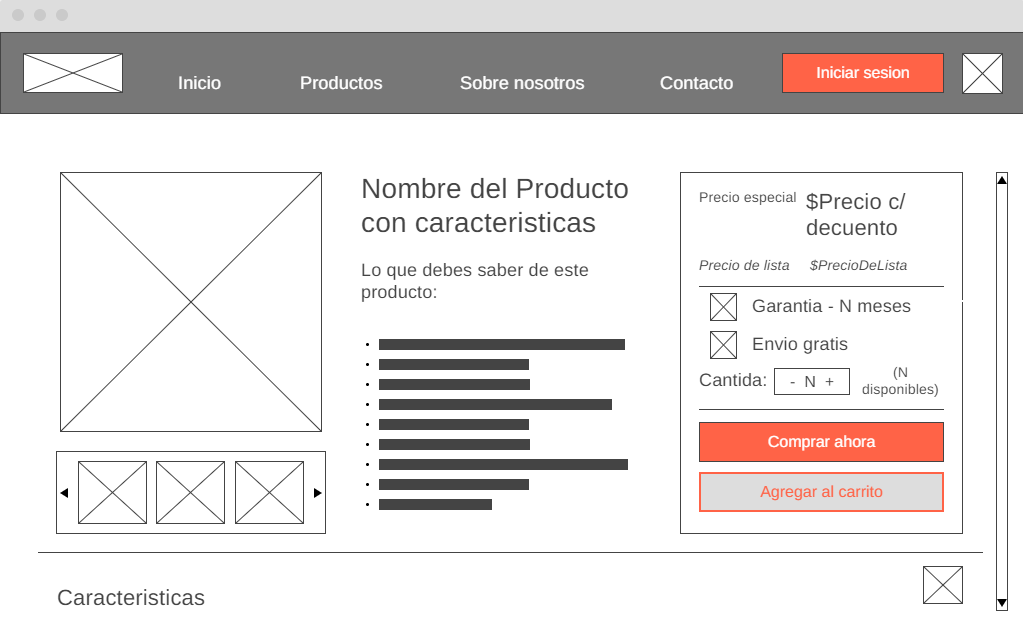 Inicio
Productos
Sobre nosotros
Contacto
Iniciar sesion
Nombre del Producto
con caracteristicas
Lo que debes saber de este
producto:
Precio especial
$Precio c/
decuento
Precio de lista
$PrecioDeLista
Garantia - N meses
Envio gratis
Cantida:
- N +
(N
disponibles)
Comprar ahora
Agregar al carrito
Caracteristicas